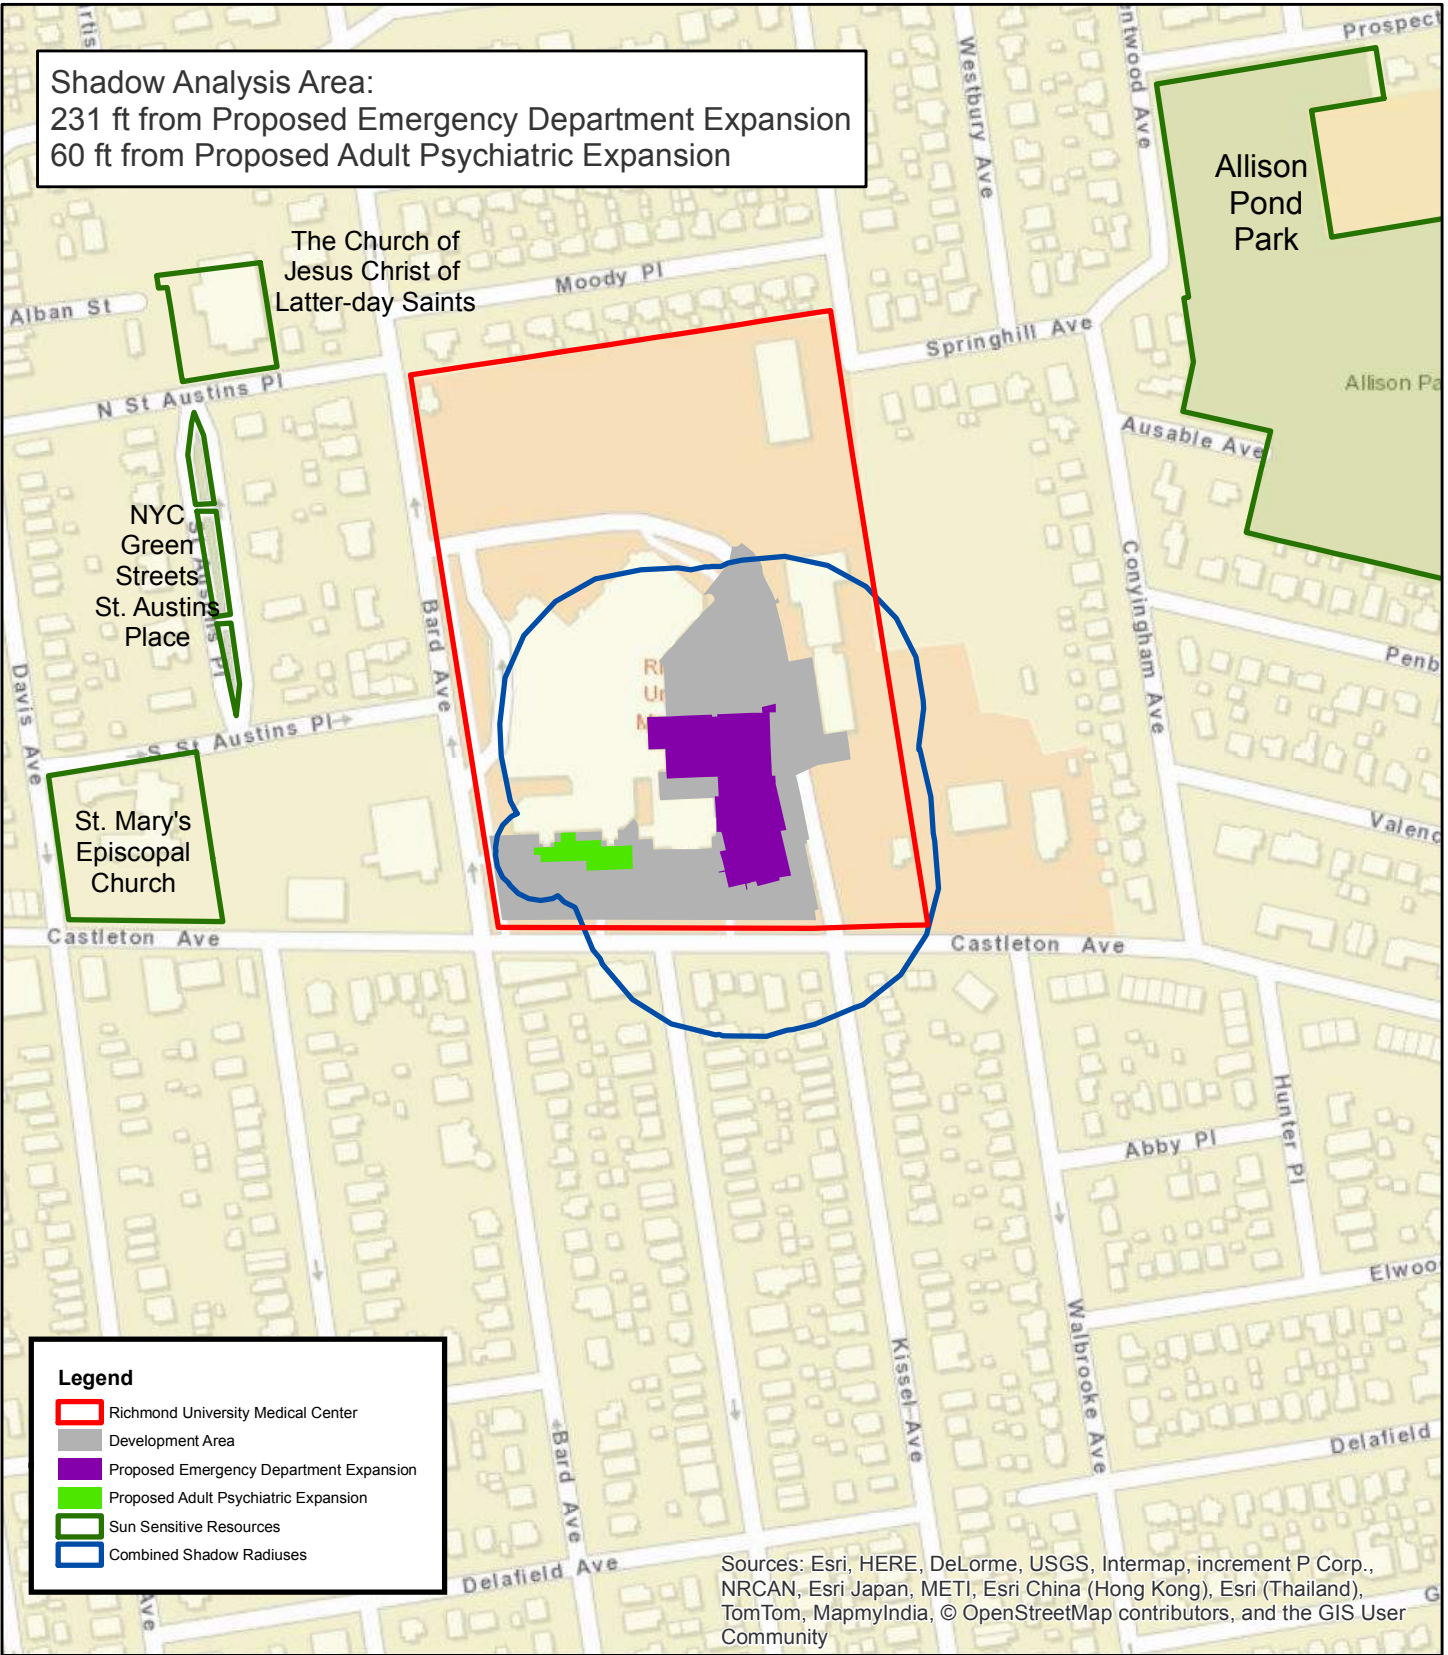 Shadow Analysis Area:
231 ft from Proposed Emergency Department Expansion
60 ft from Proposed Adult Psychiatric Expansion
Prospect
Westbury Ave
Allison
Pond
Park
The Church of
Jesus Christ of
Latter-day Saints
Moody Pl
Alban St
Springhill Ave
N St Austins Pl
Allison Pa
Ausable Ave
NYC
Green
Streets
St. Austins
Place
Bard Ave
Conyingham Ave
Penb
Davis Ave
S St Austins Pl
St. Mary's
Episcopal
Church
Valenc
Castleton Ave
Castleton Ave
Hunter Pl
Abby Pl
Elwoo
Walbrooke Ave
Kissel Ave
Bard Ave
Delafield
Delafield Ave
Legend
Richmond University Medical Center
Development Area
Proposed Emergency Department Expansion
Proposed Adult Psychiatric Expansion
Sun Sensitive Resources
Combined Shadow Radiuses
Ave
Sources: Esri, HERE, DeLorme, USGS, Intermap, increment P Corp.,
NRCAN, Esri Japan, METI, Esri China (Hong Kong), Esri (Thailand),
TomTom, MapmyIndia, © OpenStreetMap contributors, and the GIS User
Community